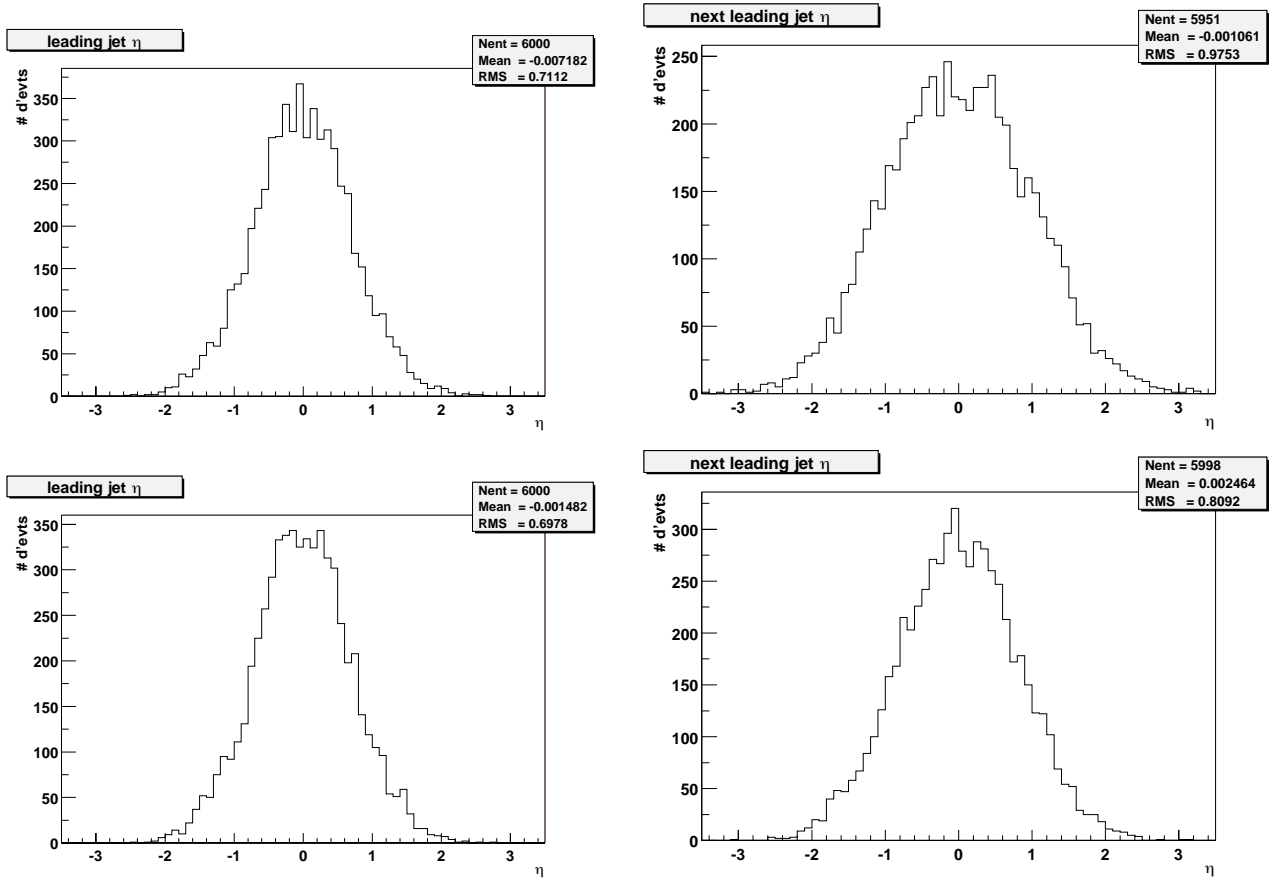 leading jet η
Nent = 6000
Mean = -0.007182
RMS = 0.7112
# d'evts
350
300
250
200
150
100
50
0
-3 -2 -1 0 1 2 3
η
next leading jet η
Nent = 5951
Mean = -0.001061
RMS = 0.9753
# d'evts
250
200
150
100
50
0
-3 -2 -1 0 1 2 3
η
leading jet η
Nent = 6000
Mean = -0.001482
RMS = 0.6978
# d'evts
350
300
250
200
150
100
50
0
-3 -2 -1 0 1 2 3
η
next leading jet η
Nent = 5998
Mean = 0.002464
RMS = 0.8092
# d'evts
300
250
200
150
100
50
0
-3 -2 -1 0 1 2 3
η